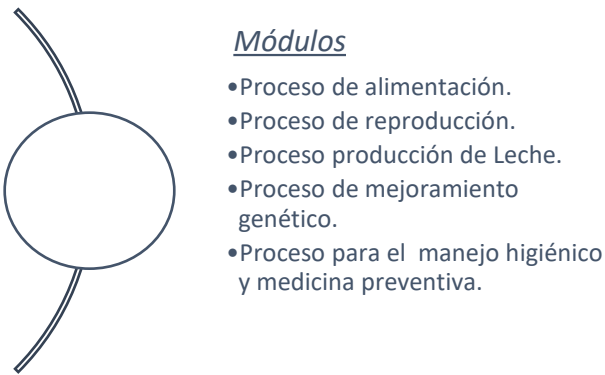 Módulos
•Proceso de alimentación.
•Proceso de reproducción.
•Proceso producción de Leche.
•Proceso de mejoramiento
genético.
•Proceso para el  manejo higiénico
y medicina preventiva.